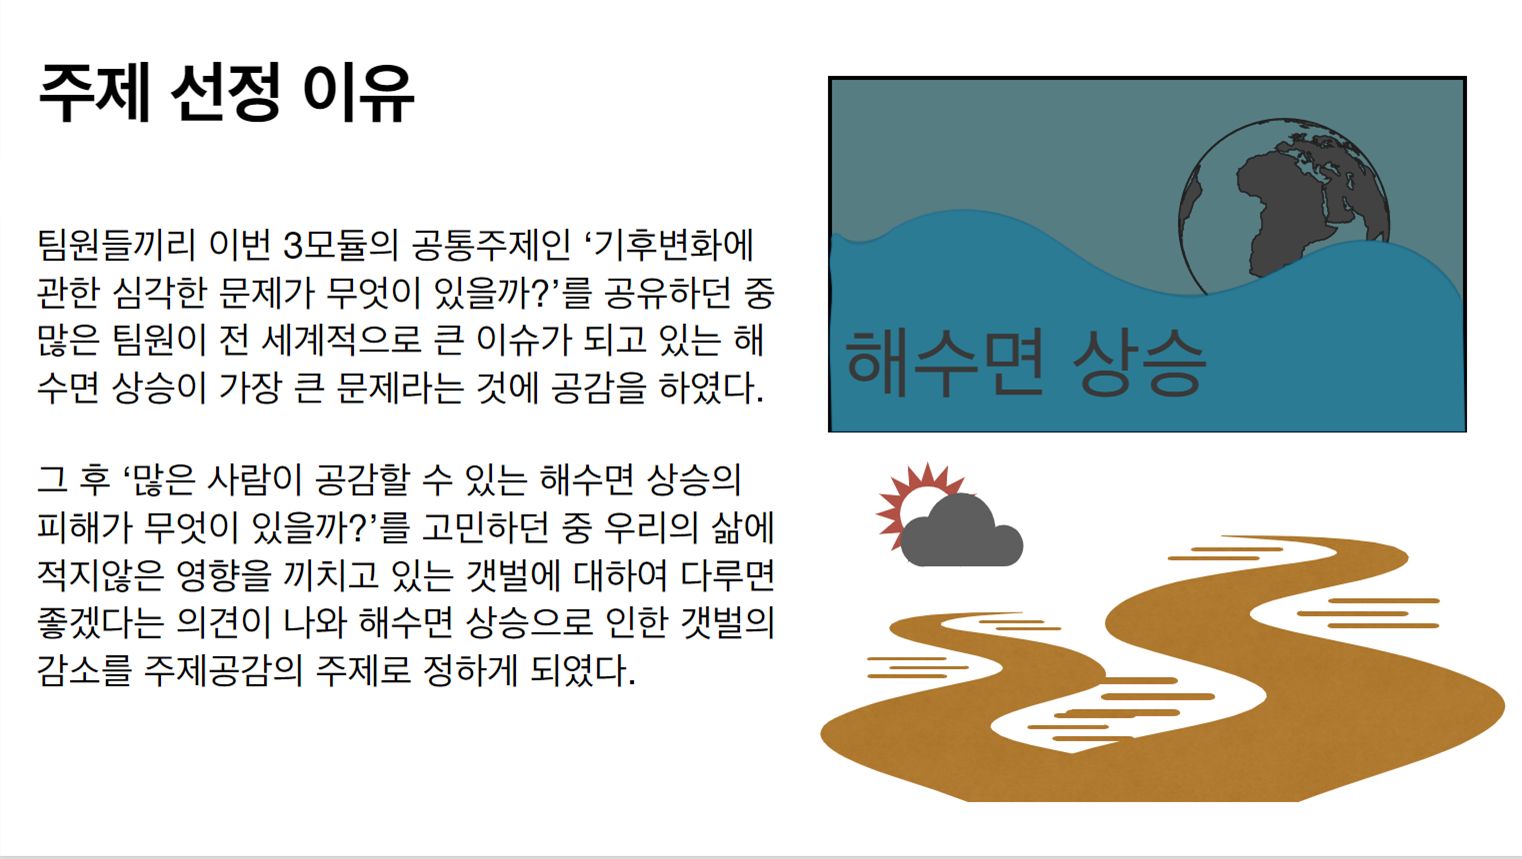 주제 선정 이유
팀원들끼리 이번 3모듈의 공통주제인 ‘기후변화에
관한 심각한 문제가 무엇이 있을까?’를 공유하던 중
많은 팀원이 전 세계적으로 큰 이슈가 되고 있는 해
수면 상승이 가장 큰 문제라는 것에 공감을 하였다.
그 후 ‘많은 사람이 공감할 수 있는 해수면 상승의
피해가 무엇이 있을까?’를 고민하던 중 우리의 삶에
적지않은 영향을 끼치고 있는 갯벌에 대하여 다루면
좋겠다는 의견이 나와 해수면 상승으로 인한 갯벌의
감소를 주제공감의 주제로 정하게 되였다.
해수면 상승